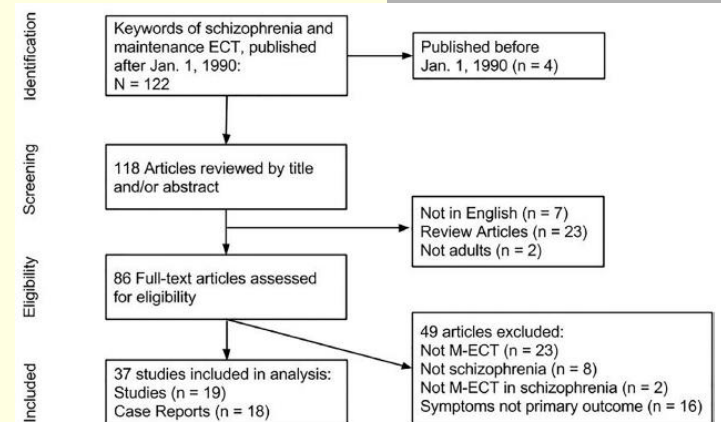 Identification
Keywords of schizophrenia and
maintenance ECT, published
after Jan. 1, 1990:
N = 122
Published before
Jan. 1, 1990 (n = 4)
Screening
118 Articles reviewed by title
and/or abstract
Not in English (n = 7)
Review Articles (n = 23)
Not adults (n = 2)
Eligibility
86 Full-text articles assessed
for eligibility
49 articles excluded:
Not M-ECT (n = 23)
Not schizophrenia (n = 8)
Not M-ECT in schizophrenia (n = 2)
Symptoms not primary outcome (n = 16)
Included
37 studies included in analysis:
Studies (n = 19)
Case Reports (n = 18)